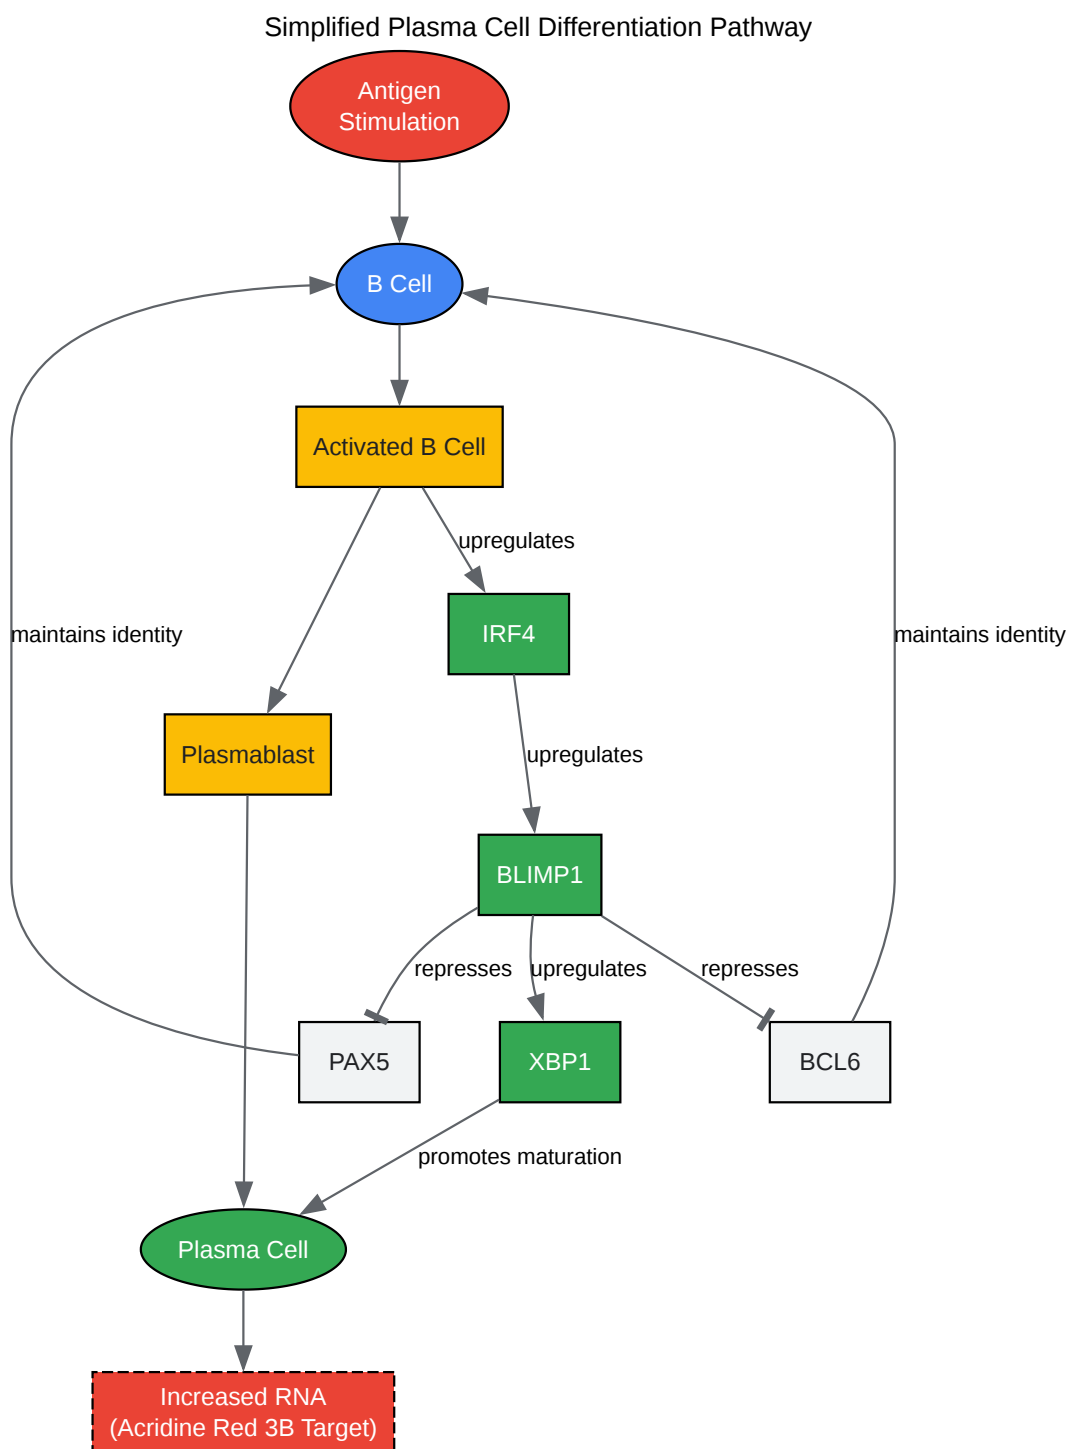 Simplified Plasma Cell Differentiation Pathway
Antigen
Stimulation
B Cell
Activated B Cell
upregulates
IRF4
maintains identity
maintains identity
Plasmablast
upregulates
BLIMP1
represses
upregulates
represses
PAX5
XBP1
BCL6
promotes maturation
Plasma Cell
Increased RNA
(Acridine Red 3B Target)